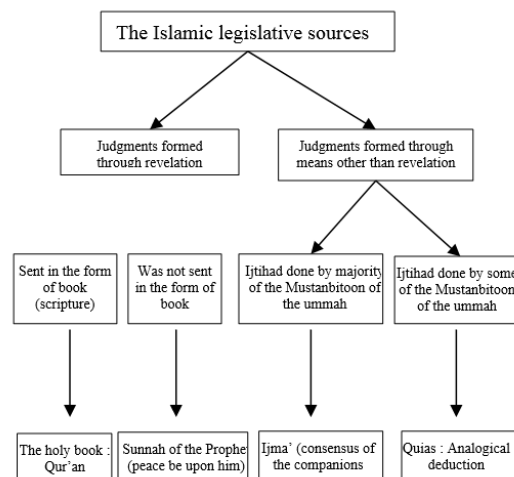 The Islamic legislative sources
Judgments formed
through revelation
Judgments formed through
means other than revelation
Sent in the form
of book
(scripture)
Was not sent
in the form of
book
Ijtihad done by majority
of the Mustanbitoon of
the ummah
Ijtihad done by some
of the Mustanbitoon
of the ummah
The holy book :
Qur’an
Sunnah of the Prophet
(peace be upon him)
Ijma’ (consensus of
the companions
Quias : Analogical
deduction